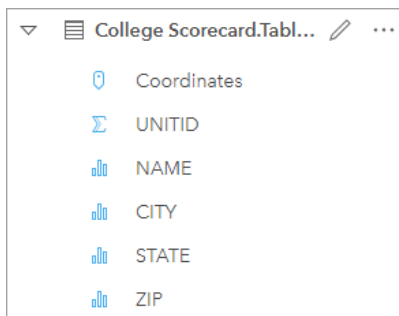 College Scorecard.Tabl...
Coordinates
UNITID
NAME
CITY
STATE
ZIP